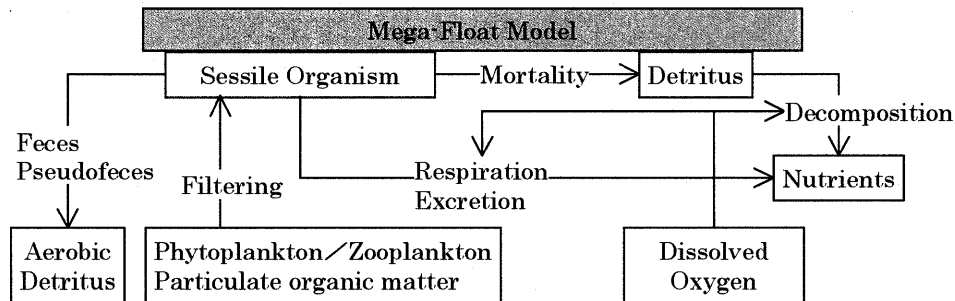 Mega-Float Model
Sessile Organism
Mortality
Detritus
Decomposition
Feces
Pseudofeces
Filtering
Respiration
Excretion
Nutrients
Aerobic
Detritus
Phytoplankton／Zooplankton
Particulate organic matter
Dissolved
Oxygen